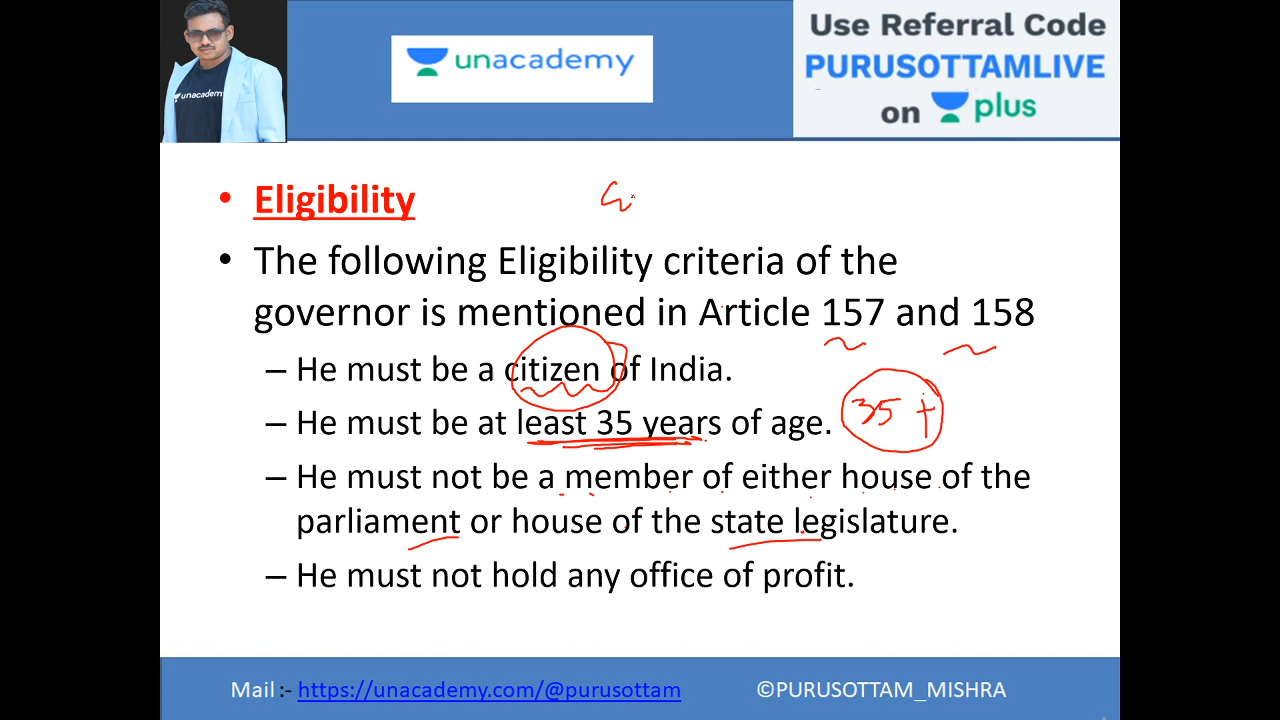 unacademy
unacademy
Use Referral Code
PURUSOTTAMLIVE
on plus
• Eligibility
• The following Eligibility criteria of the
governor is mentioned in Article 157 and 158
– He must be a citizen of India.
– He must be at least 35 years of age. 35 +
– He must not be a member of either house of the
parliament or house of the state legislature.
– He must not hold any office of profit.
Mail :- https://unacademy.com/@purusottam ©PURUSOTTAM_MISHRA